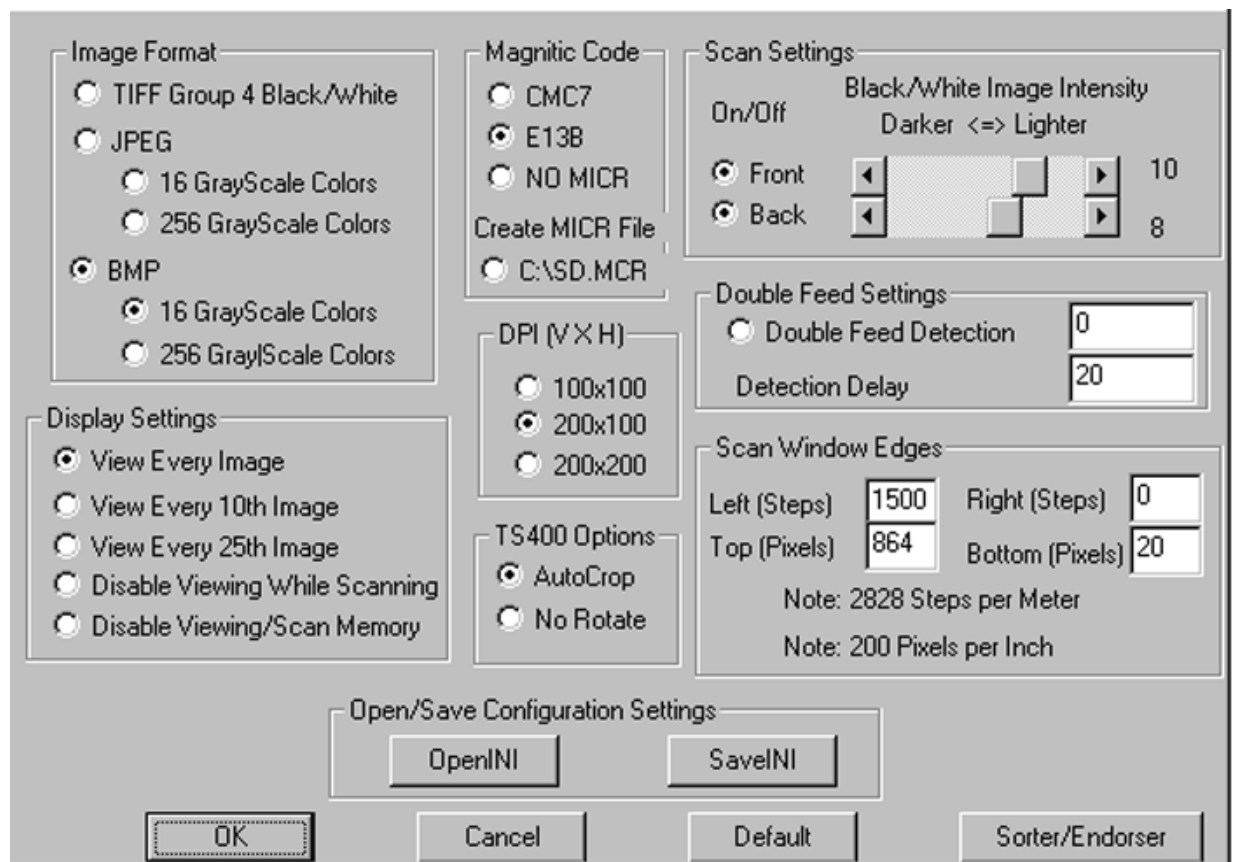 Image Format
TIFF Group 4 Black/White
JPEG
16 GrayScale Colors
256 GrayScale Colors
BMP
16 GrayScale Colors
256 Gray|Scale Colors
Display Settings
View Every Image
View Every 10th Image
View Every 25th Image
Disable Viewing While Scanning
Disable Viewing/Scan Memory
Magnitic Code
CMC7
E13B
NO MICR
Create MICR File
C:\SD.MCR
DPI (V X H)
100x100
200x100
200x200
TS400 Options
AutoCrop
No Rotate
Scan Settings
Black/White Image Intensity
On/Off
Darker <=> Lighter
Front
10
Back
8
Double Feed Settings
Double Feed Detection 0
Detection Delay 20
Scan Window Edges
Left (Steps) 1500 Right (Steps) 0
Top (Pixels) 864 Bottom (Pixels) 20
Note: 2828 Steps per Meter
Note: 200 Pixels per Inch
Open/Save Configuration Settings
OpenINI SaveINI
OK Cancel Default Sorter/Endorser